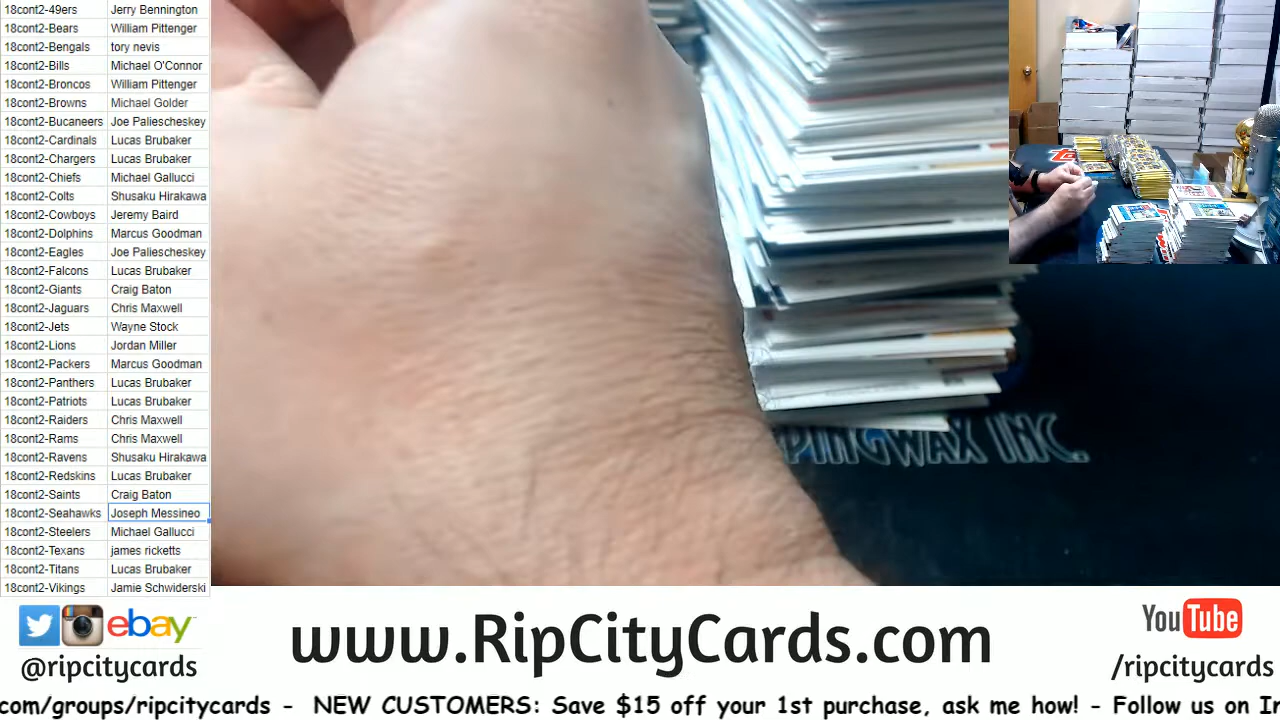 18cont2-49ers Jerry Bennington
18cont2-Bears William Pittenger
18cont2-Bengals tory nevis
18cont2-Bills Michael O'Connor
18cont2-Broncos William Pittenger
18cont2-Browns Michael Golder
18cont2-Bucaneers Joe Paliescheskey
18cont2-Cardinals Lucas Brubaker
18cont2-Chargers Lucas Brubaker
18cont2-Chiefs Michael Gallucci
18cont2-Colts Shusaku Hirakawa
18cont2-Cowboys Jeremy Baird
18cont2-Dolphins Marcus Goodman
18cont2-Eagles Joe Paliescheskey
18cont2-Falcons Lucas Brubaker
18cont2-Giants Craig Baton
18cont2-Jaguars Chris Maxwell
18cont2-Jets Wayne Stock
18cont2-Lions Jordan Miller
18cont2-Packers Marcus Goodman
18cont2-Panthers Lucas Brubaker
18cont2-Patriots Lucas Brubaker
18cont2-Raiders Chris Maxwell
18cont2-Rams Chris Maxwell
18cont2-Ravens Shusaku Hirakawa
18cont2-Redskins Lucas Brubaker
18cont2-Saints Craig Baton
18cont2-Seahawks Joseph Messineo
18cont2-Steelers Michael Gallucci
18cont2-Texans james ricketts
18cont2-Titans Lucas Brubaker
18cont2-Vikings Jamie Schwiderski
PINGWAX INC.
ebay
@ripcitycards
www.RipCityCards.com
YouTube
/ripcitycards
com/groups/ripcitycards - NEW CUSTOMERS: Save $15 off your 1st purchase, ask me how! - Follow us on In